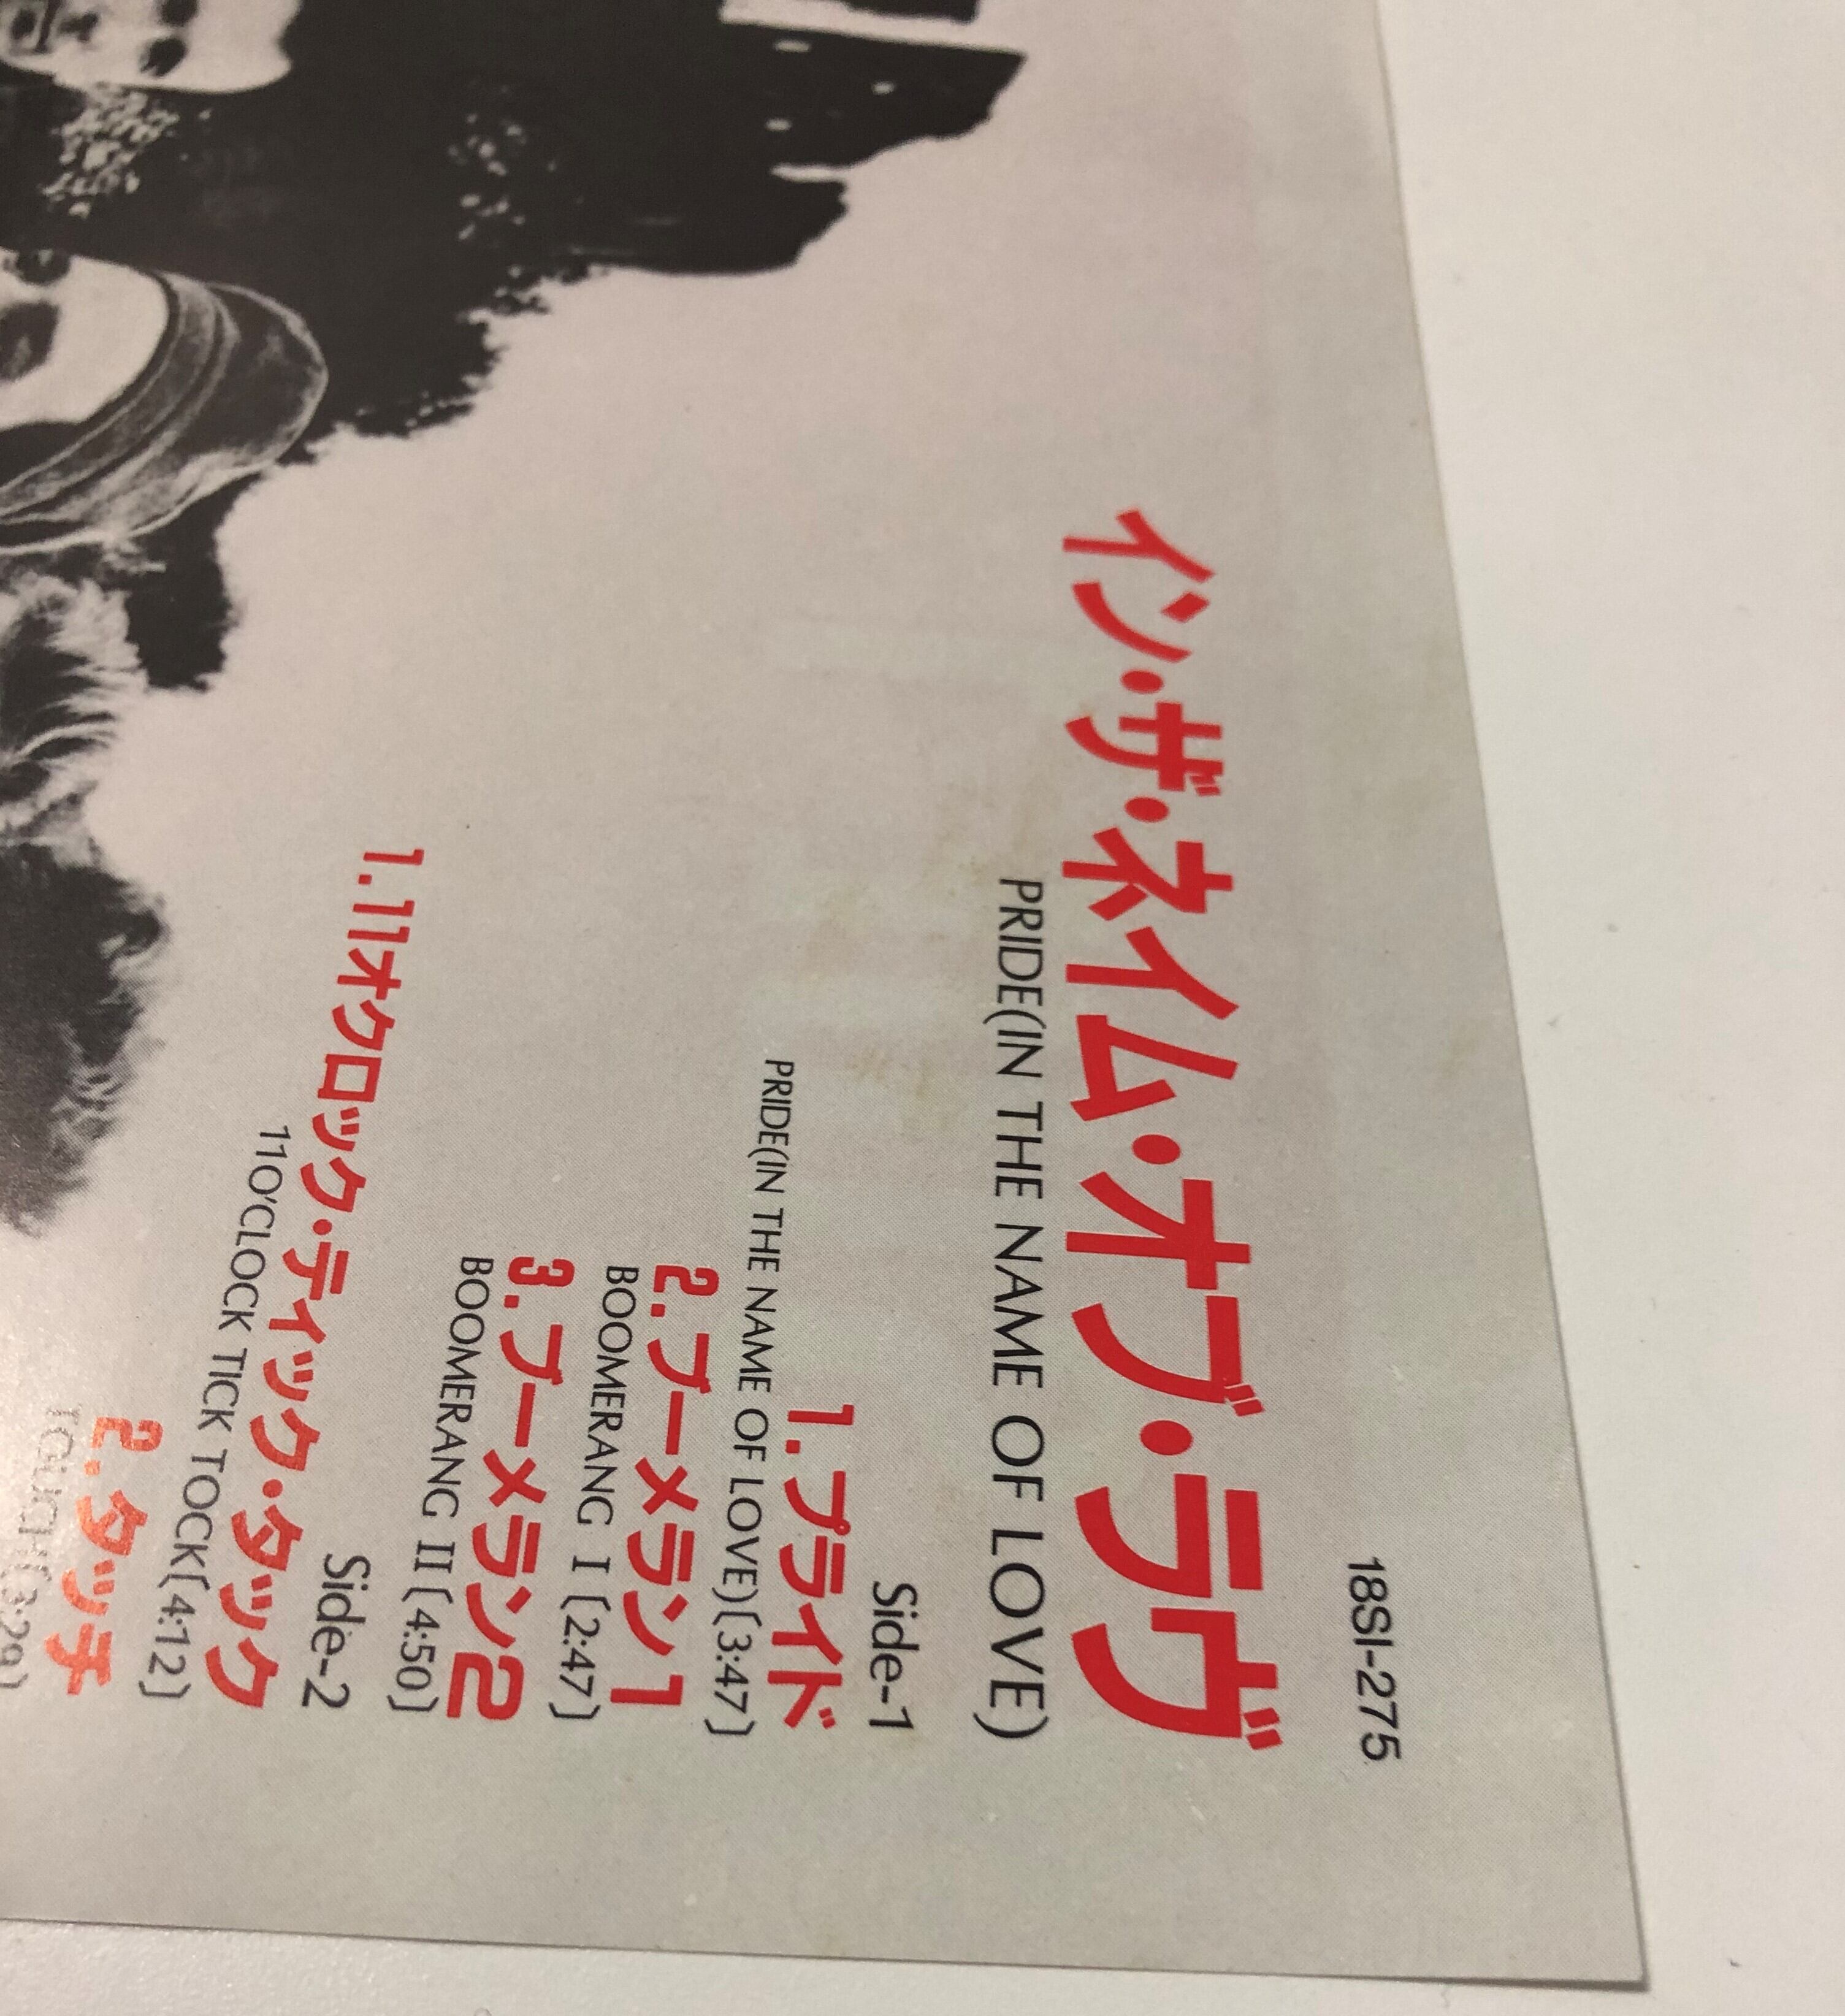 18SI-275
イン・ザ・ネイム・オブ・ラヴ
PRIDE(IN THE NAME OF LOVE)
Side-1
1.プライド
PRIDE(IN THE NAME OF LOVE)〔3:47〕
2.ブーメラン1
BOOMERANG I〔2:47〕
3.ブーメラン2
BOOMERANG II〔4:50〕
Side-2
1.11オクロック・ティック・タック
11O'CLOCK TICK TOCK〔4:12〕
2.タッチ
TOUCH〔3:29〕